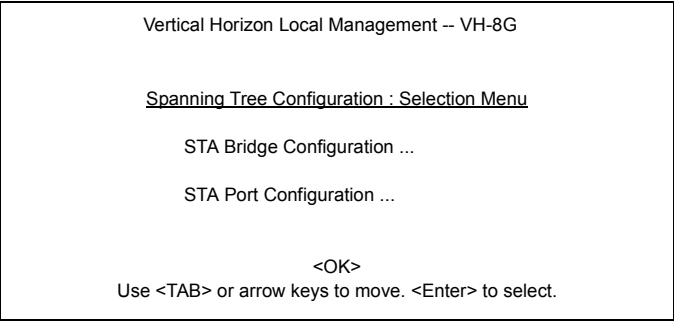 Vertical Horizon Local Management -- VH-8G
Spanning Tree Configuration : Selection Menu
STA Bridge Configuration ...
STA Port Configuration ...
<OK>
Use <TAB> or arrow keys to move. <Enter> to select.